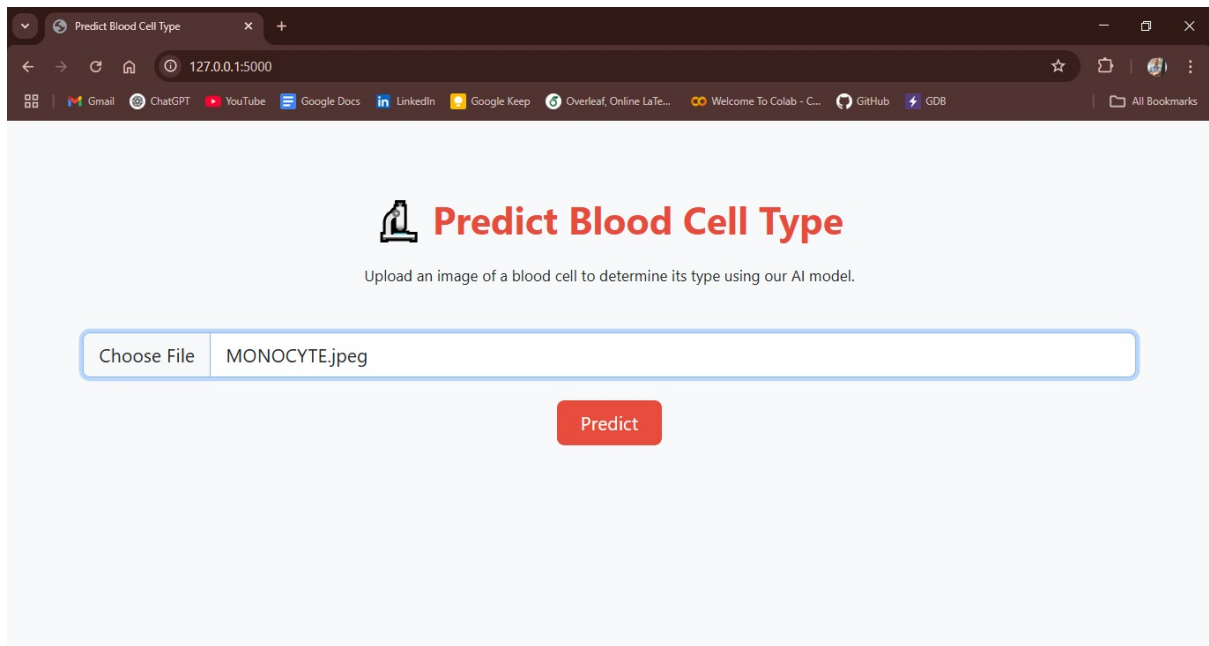 Predict Blood Cell Type
127.0.0.1:5000
Gmail ChatGPT YouTube Google Docs LinkedIn Google Keep Overleaf, Online LaTe... Welcome To Colab - C... GitHub GDB All Bookmarks
Predict Blood Cell Type
Upload an image of a blood cell to determine its type using our AI model.
Choose File MONOCYTE.jpeg
Predict